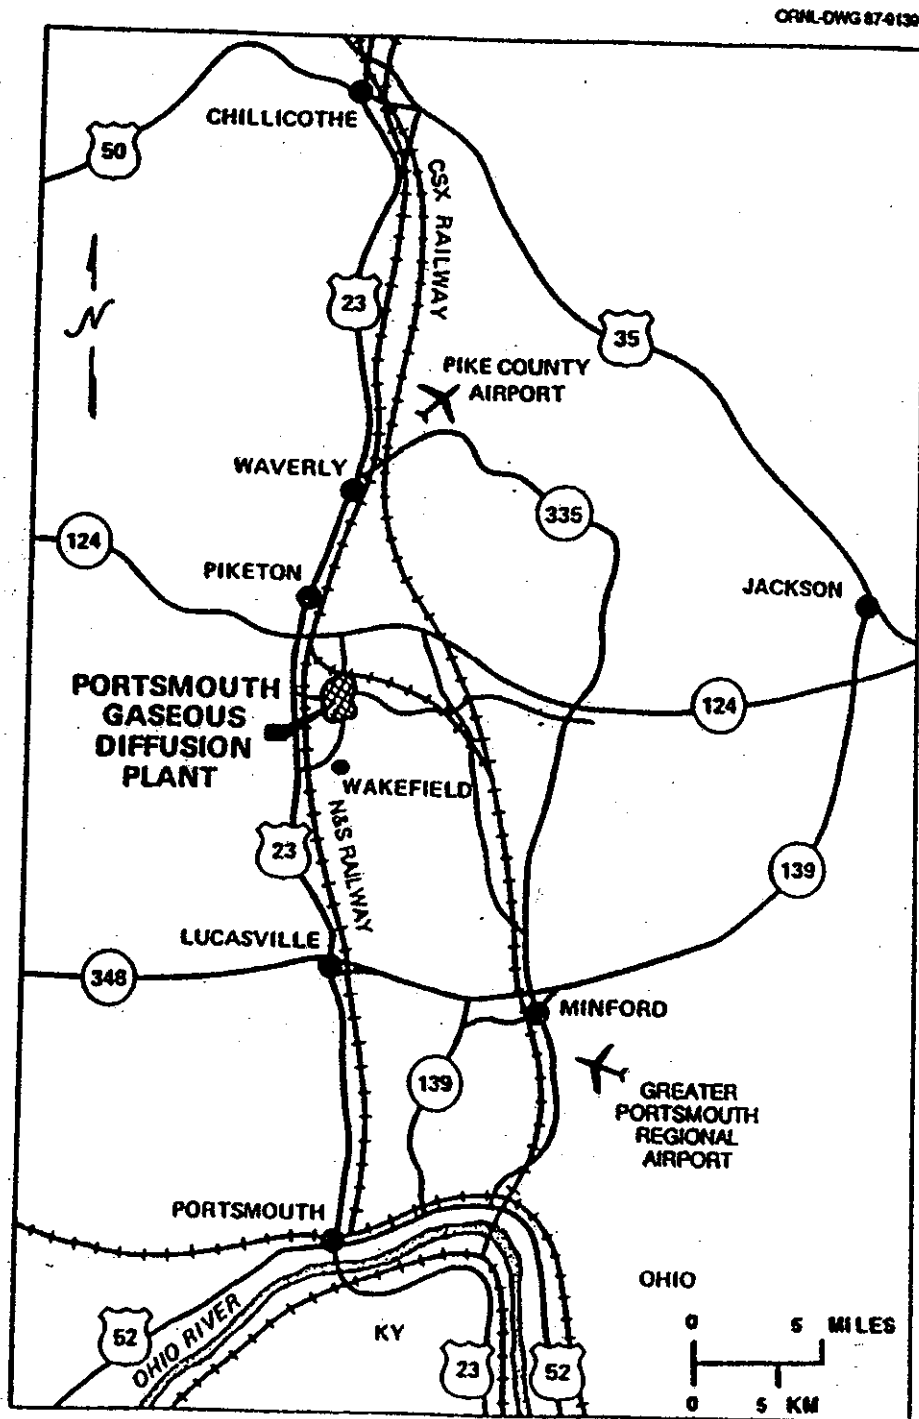 ORNL-DWG 87-9139
CHILLICOTHE
50
CSX RAILWAY
N
23
35
PIKE COUNTY
AIRPORT
WAVERLY
335
124
PIKETON
JACKSON
PORTSMOUTH
GASEOUS
DIFFUSION
PLANT
124
WAKEFIELD
N&S RAILWAY
23
139
LUCASVILLE
348
MINFORD
139
GREATER
PORTSMOUTH
REGIONAL
AIRPORT
PORTSMOUTH
OHIO
OHIO RIVER
52
KY
23
52
0 5 MILES
0 5 KM